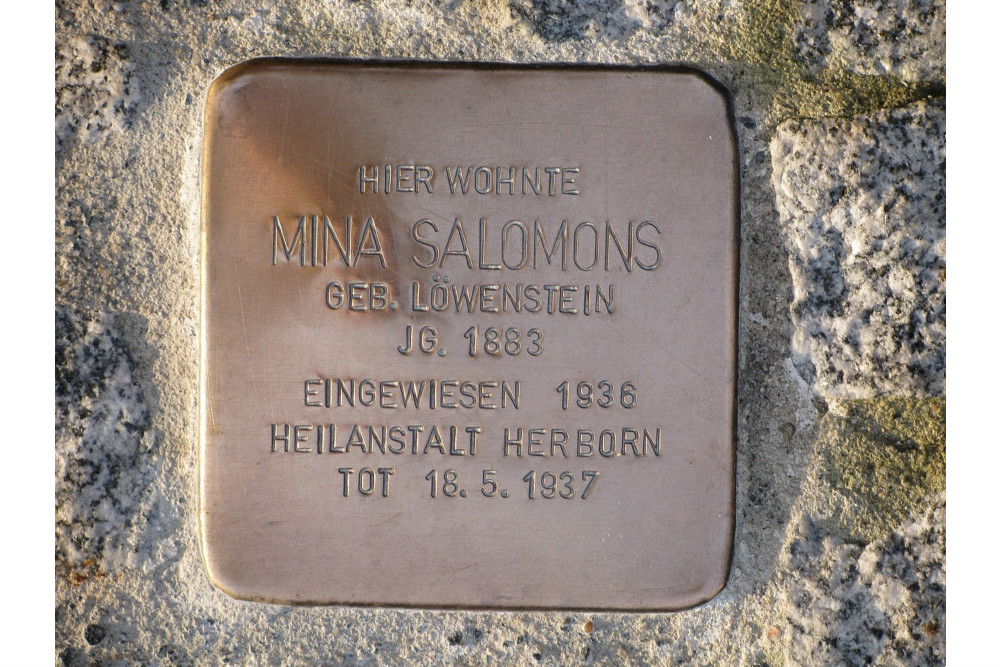 HIER WOHNTE
MINA SALOMONS
GEB. LÖWENSTEIN
JG. 1883
EINGEWIESEN 1936
HEILANSTALT HERBORN
TOT 18.5.1937